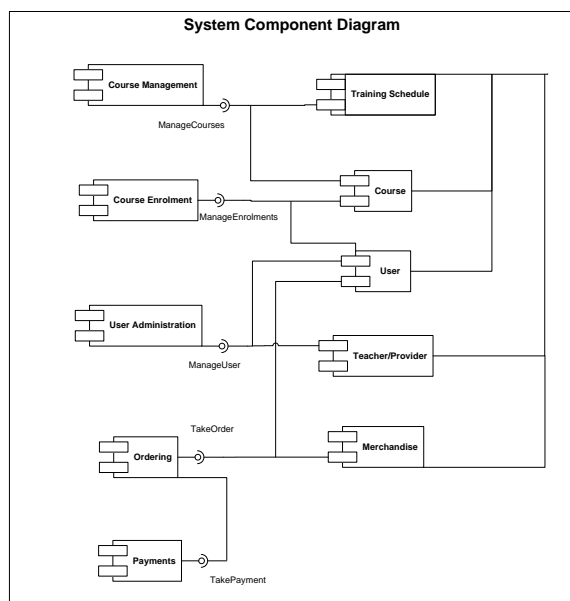 System Component Diagram
Course Management
Training Schedule
ManageCourses
Course
Course Enrolment
ManageEnrolments
User
User Administration
Teacher/Provider
ManageUser
TakeOrder
Merchandise
Ordering
Payments
TakePayment